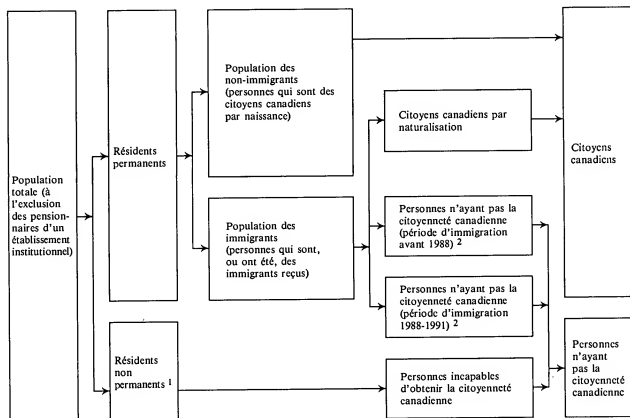 Population
totale (à
l'exclusion
des pension-
naires d'un
établissement
institutionnel)
Résidents
permanents
Résidents
non
permanents 1
Population des
non-immigrants
(personnes qui sont des
citoyens canadiens
par naissance)
Population des
immigrants
(personnes qui sont,
ou ont été, des
immigrants reçus)
Citoyens canadiens par
naturalisation
Personnes n'ayant pas la
citoyenneté canadienne
(période d'immigration
avant 1988) 2
Personnes n'ayant pas la
citoyenneté canadienne
(période d'immigration
1988-1991) 2
Personnes incapables
d'obtenir la citoyenneté
canadienne
Citoyens
canadiens
Personnes
n'ayant
pas la
citoyenneté
canadienne